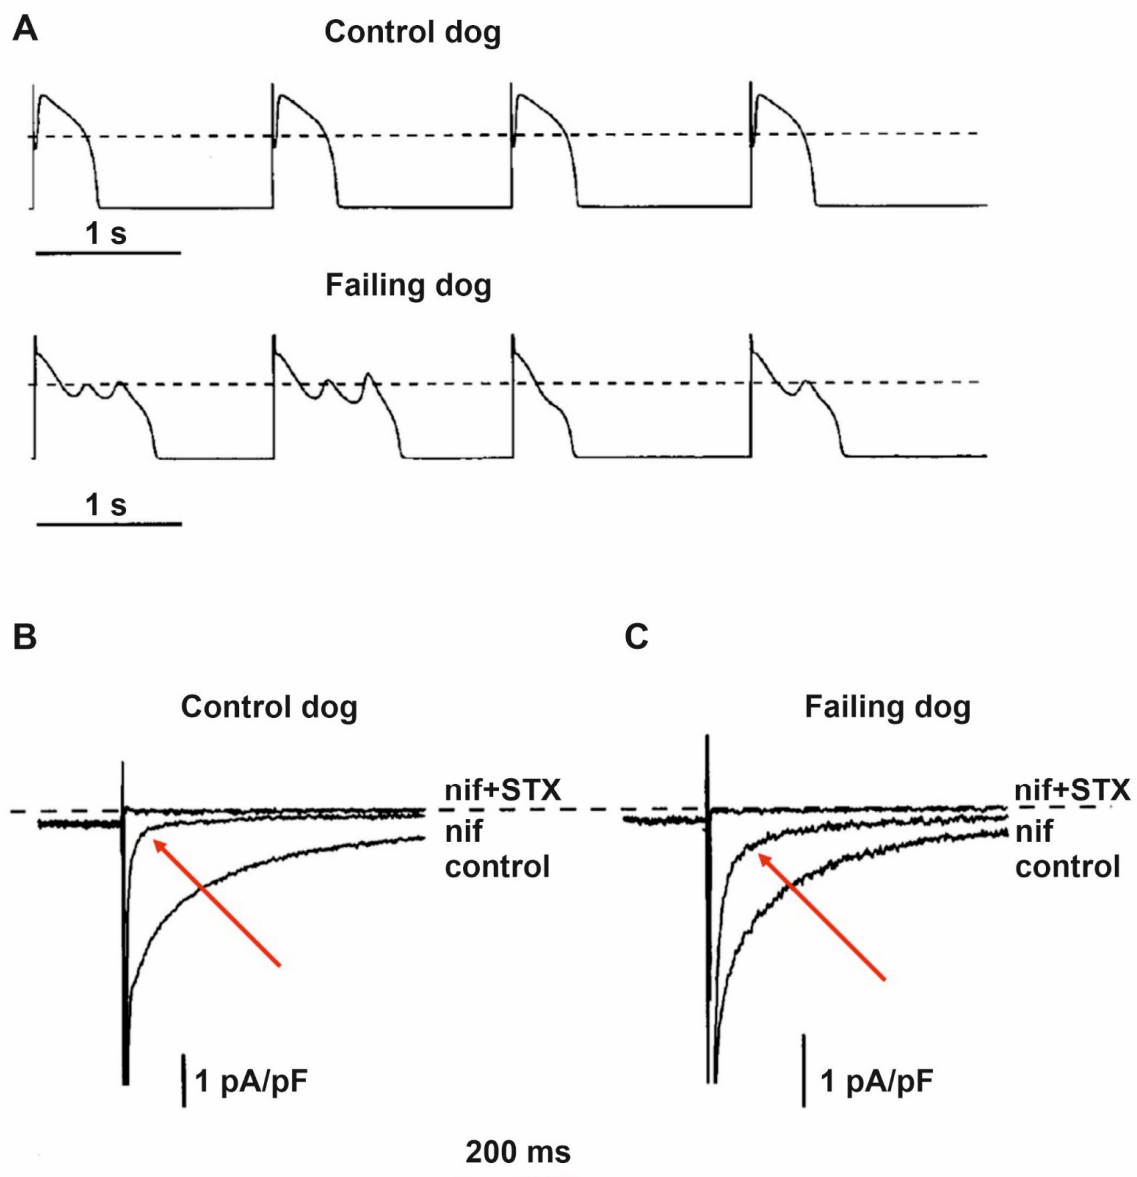 A
Control dog
1 s
Failing dog
1 s
B
C
Control dog
Failing dog
nif+STX
nif
control
nif+STX
nif
control
1 pA/pF
1 pA/pF
200 ms